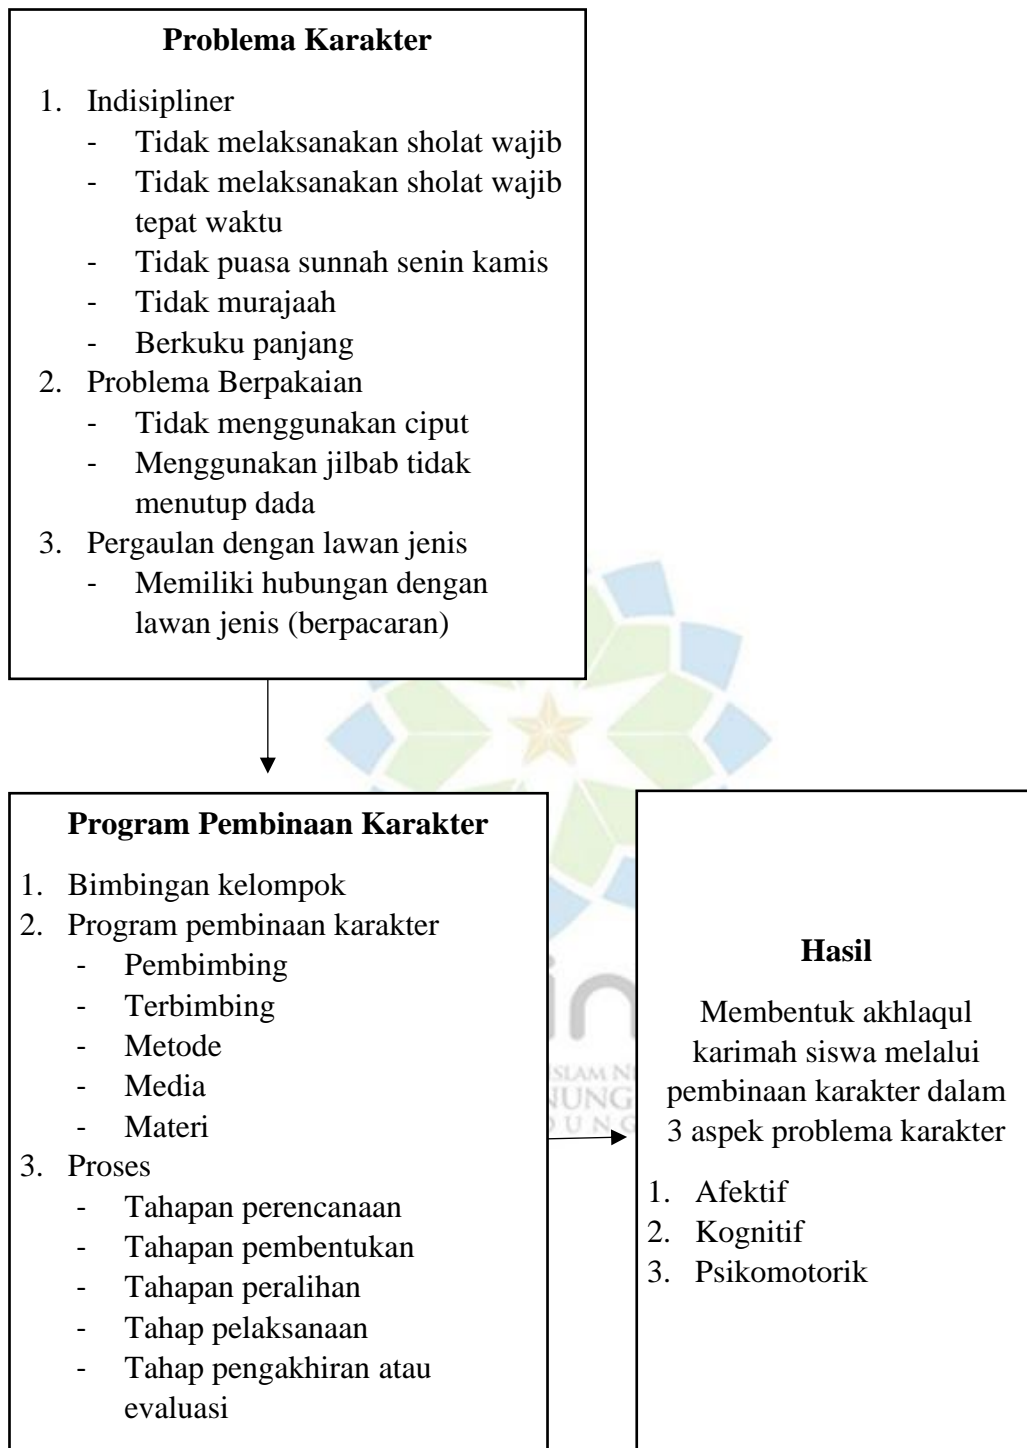 Problema Karakter
1. Indisipliner
- Tidak melaksanakan sholat wajib
- Tidak melaksanakan sholat wajib
tepat waktu
- Tidak puasa sunnah senin kamis
- Tidak murajaah
- Berkuku panjang
2. Problema Berpakaian
- Tidak menggunakan ciput
- Menggunakan jilbab tidak
menutup dada
3. Pergaulan dengan lawan jenis
- Memiliki hubungan dengan
lawan jenis (berpacaran)
Program Pembinaan Karakter
1. Bimbingan kelompok
2. Program pembinaan karakter
- Pembimbing
- Terbimbing
- Metode
- Media
- Materi
3. Proses
- Tahapan perencanaan
- Tahapan pembentukan
- Tahapan peralihan
- Tahap pelaksanaan
- Tahap pengakhiran atau
evaluasi
Hasil
Membentuk akhlaqul
karimah siswa melalui
pembinaan karakter dalam
3 aspek problema karakter
1. Afektif
2. Kognitif
3. Psikomotorik